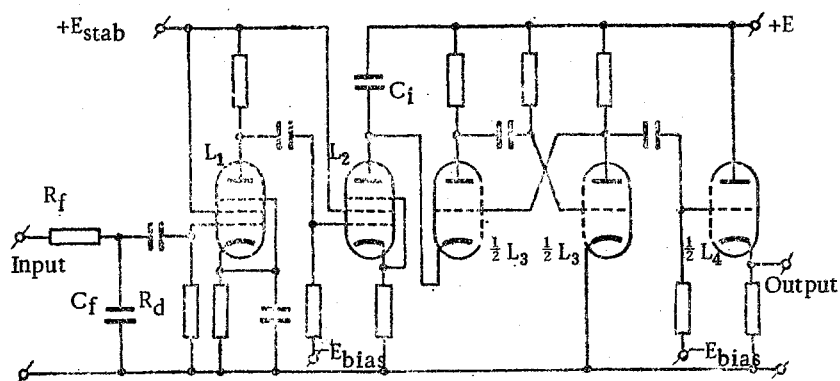 +E_stab
+E
C_i
L_1
L_2
R_f
Input
½ L_3
½ L_3
½ L_4
Output
C_f
R_d
-E_bias
-E_bias